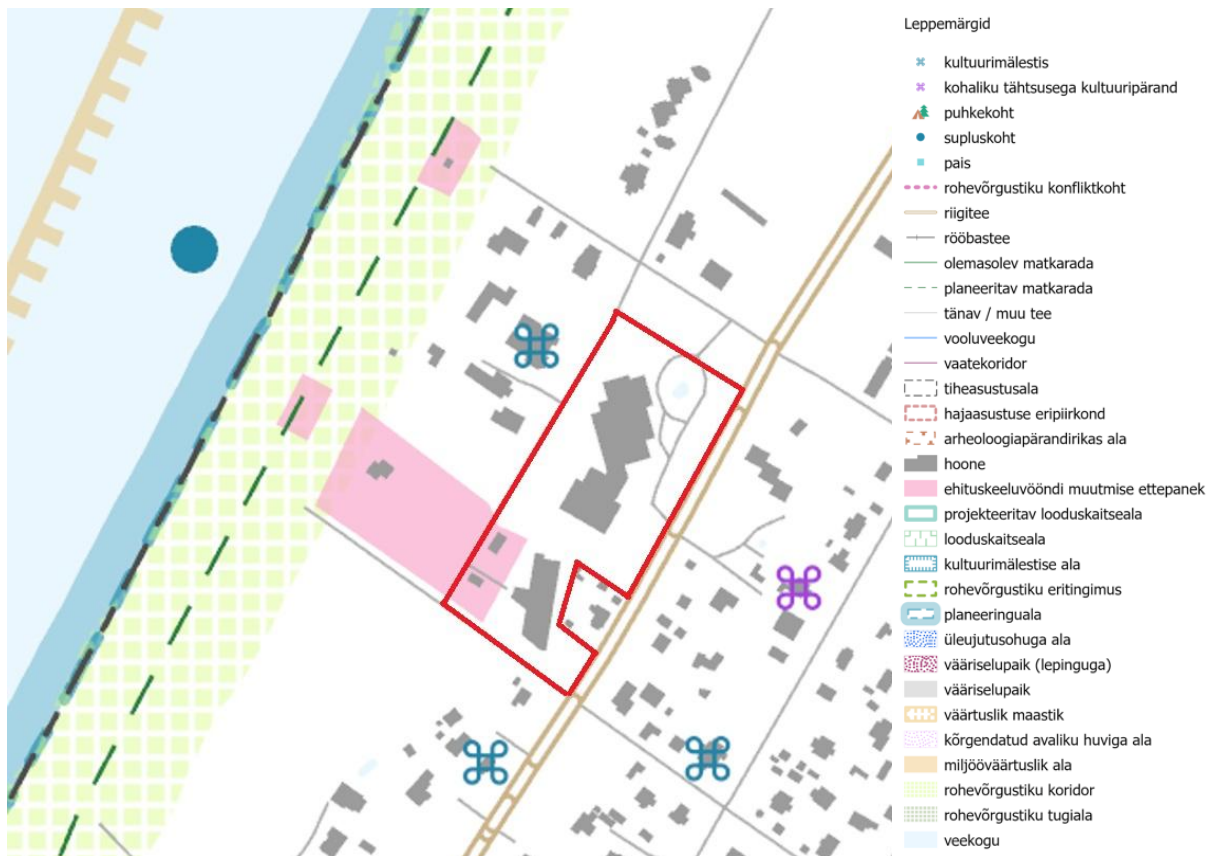 Leppemärgid
kultuurimälestis
kohaliku tähtsusega kultuuripärand
puhkekoht
supluskoht
pais
rohevõrgustiku konfliktkoht
riigitee
rööbastee
olemasolev matkarada
planeeritav matkarada
tänav / muu tee
vooluveekogu
vaatekoridor
tiheasustusala
hajaasustuse eripiirkond
arheoloogiapärandirikas ala
hoone
ehituskeeluvööndi muutmise ettepanek
projekteeritav looduskaitseala
looduskaitseala
kultuurimälestise ala
rohevõrgustiku eritingimus
planeeringuala
üleujutusohuga ala
vääriselupaik (lepinguga)
vääriselupaik
väärtuslik maastik
kõrgendatud avaliku huviga ala
miljööväärtuslik ala
rohevõrgustiku koridor
rohevõrgustiku tugiala
veekogu